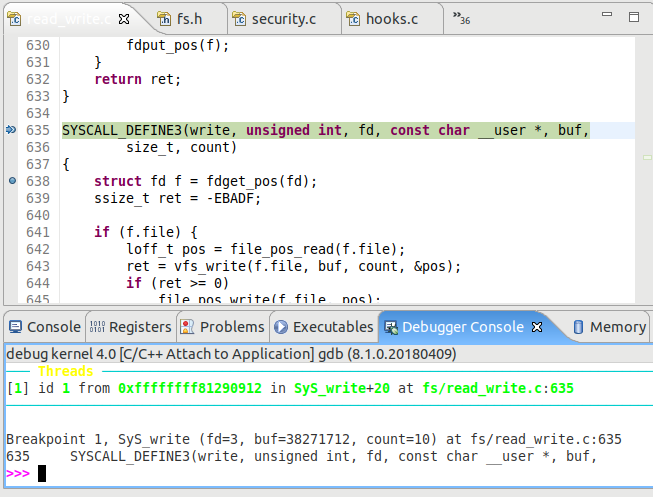 read_write.c fs.h security.c hooks.c »36
630 fdput_pos(f);
631 }
632 return ret;
633 }
634
635 SYSCALL_DEFINE3(write, unsigned int, fd, const char __user *, buf,
636 size_t, count)
637 {
638 struct fd f = fdget_pos(fd);
639 ssize_t ret = -EBADF;
640
641 if (f.file) {
642 loff_t pos = file_pos_read(f.file);
643 ret = vfs_write(f.file, buf, count, &pos);
644 if (ret >= 0)
645 file_pos_write(f.file, pos);
Console Registers Problems Executables Debugger Console Memory
debug kernel 4.0 [C/C++ Attach to Application] gdb (8.1.0.20180409)
Threads
[1] id 1 from 0xffffffff81290912 in SyS_write+20 at fs/read_write.c:635
Breakpoint 1, SyS_write (fd=3, buf=38271712, count=10) at fs/read_write.c:635
635 SYSCALL_DEFINE3(write, unsigned int, fd, const char __user *, buf,
>>>